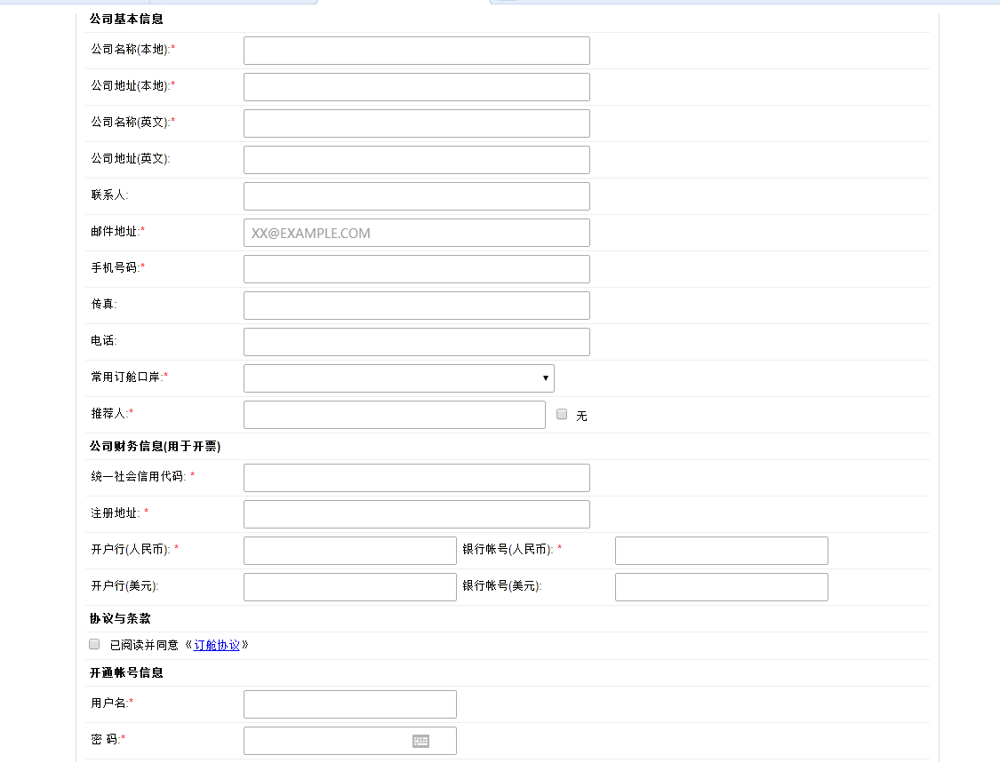 公司基本信息
公司名称(本地):*
公司地址(本地):*
公司名称(英文):*
公司地址(英文):
联系人:
邮件地址:* XX@EXAMPLE.COM
手机号码:*
传真:
电话:
常用订舱口岸:*
推荐人:* 无
公司财务信息(用于开票)
统一社会信用代码: *
注册地址: *
开户行(人民币): * 银行帐号(人民币): *
开户行(美元): 银行帐号(美元):
协议与条款
已阅读并同意《订舱协议》
开通帐号信息
用户名:*
密 码:*